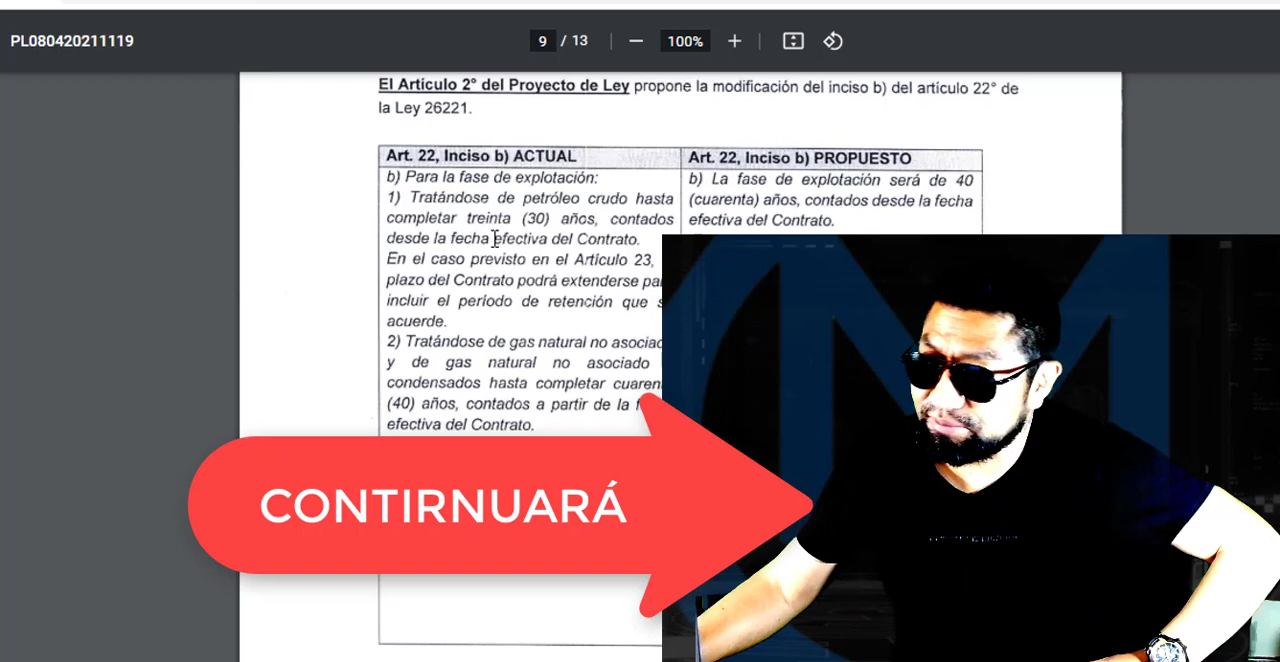 PL080420211119
9 / 13
100%
El Artículo 2° del Proyecto de Ley propone la modificación del inciso b) del artículo 22° de
la Ley 26221.
Art. 22, Inciso b) ACTUAL
b) Para la fase de explotación:
1) Tratándose de petróleo crudo hasta
completar treinta (30) años, contados
desde la fecha efectiva del Contrato.
En el caso previsto en el Artículo 23,
plazo del Contrato podrá extenderse
incluir el período de retención que
acuerde.
2) Tratándose de gas natural no
y de gas natural no asociado
condensados hasta completar
(40) años, contados a partir de la
efectiva del Contrato.
Art. 22, Inciso b) PROPUESTO
b) La fase de explotación será de 40
(cuarenta) años, contados desde la fecha
efectiva del Contrato.
CONTIRNUARÁ